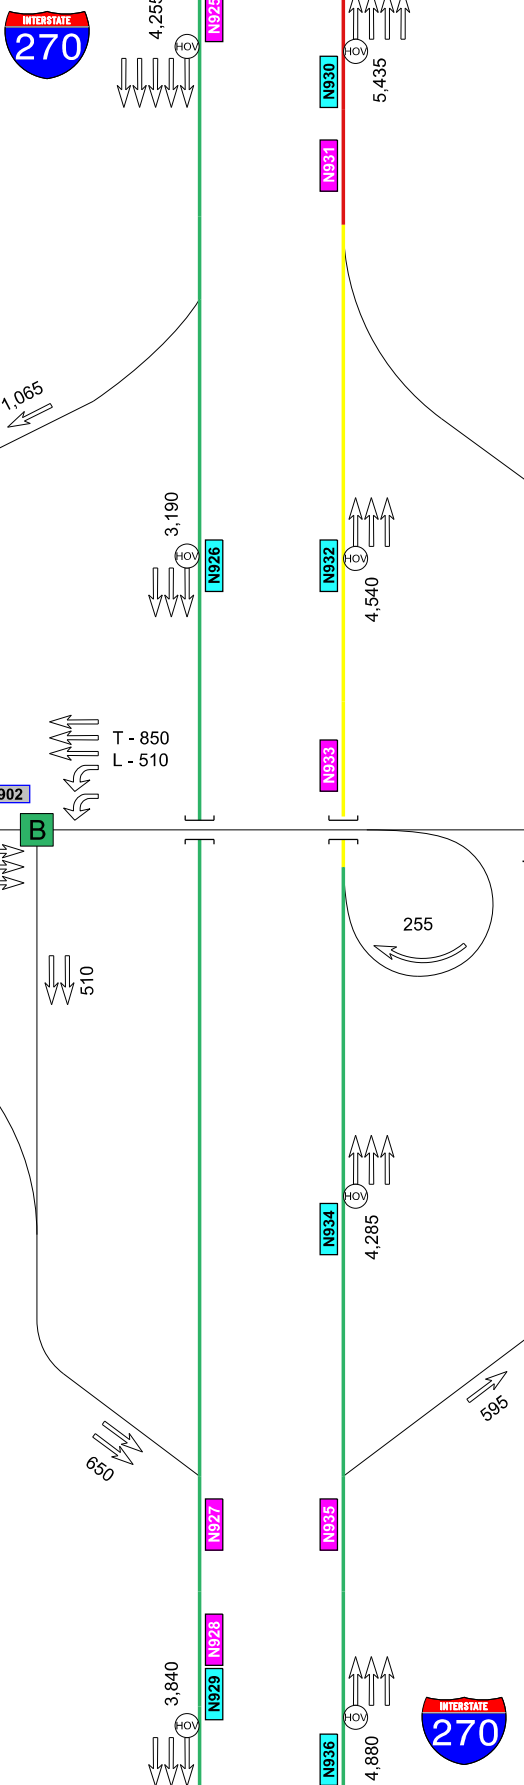 INTERSTATE
270
4,255
HOV
N925
HOV
N930
5,435
N931
1,065
3,190
HOV
N926
N932
HOV
4,540
T - 850
L - 510
N933
902
B
255
510
HOV
N934
4,285
595
650
N927
N935
N928
3,840
N929
HOV
HOV
N936
4,880
INTERSTATE
270